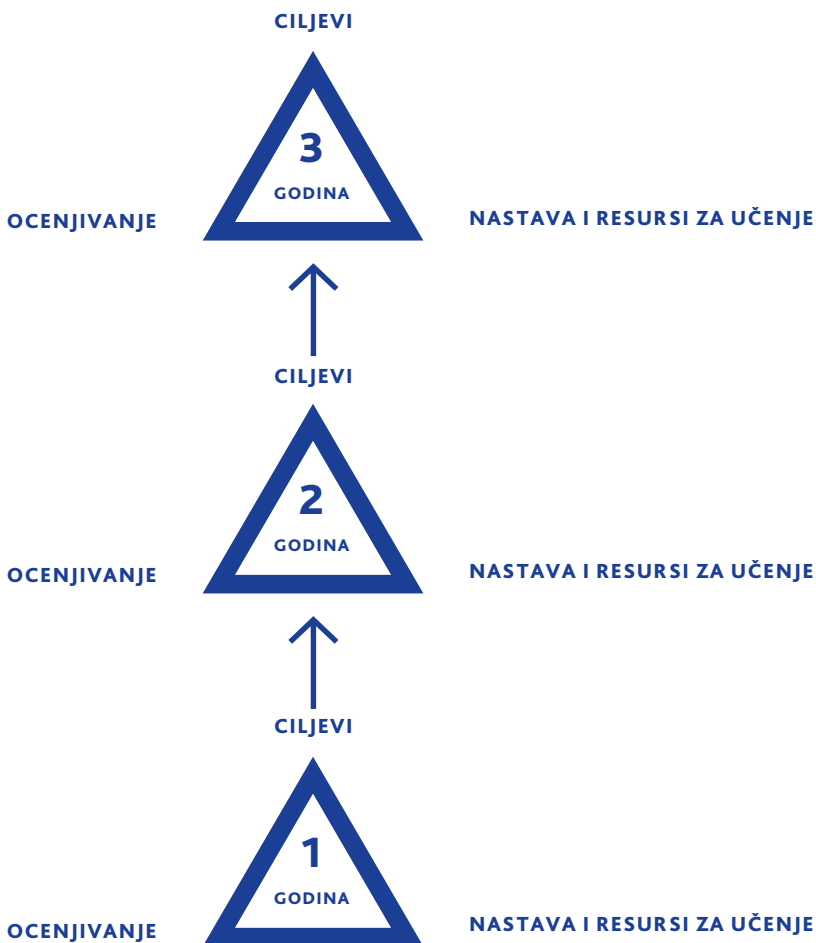 CILJEVI
3
GODINA
OCENJIVANJE
NASTAVA I RESURSI ZA UČENJE
CILJEVI
2
GODINA
OCENJIVANJE
NASTAVA I RESURSI ZA UČENJE
CILJEVI
1
GODINA
OCENJIVANJE
NASTAVA I RESURSI ZA UČENJE